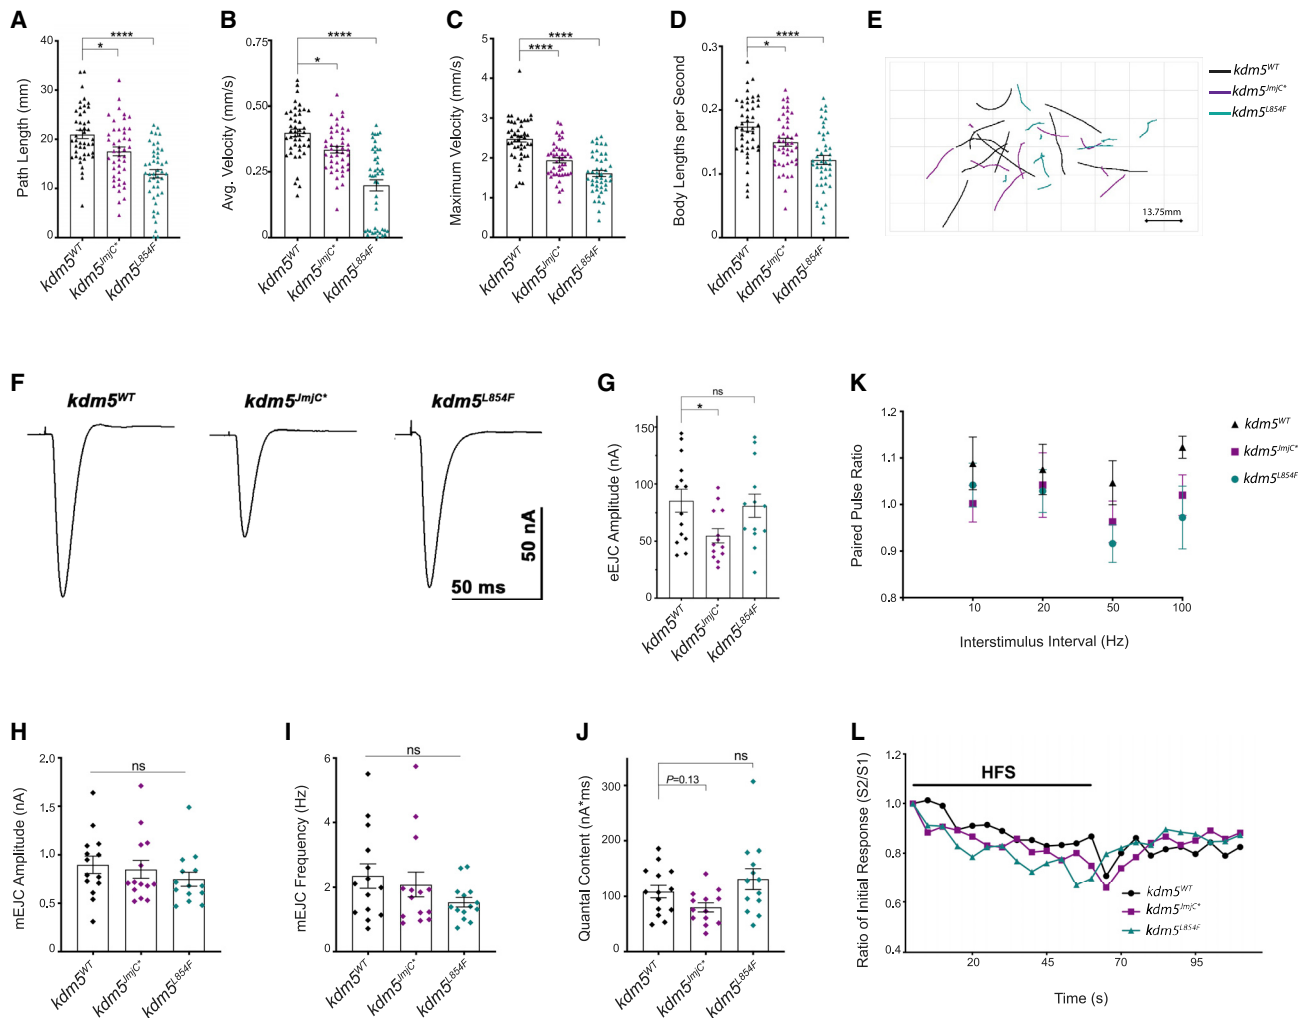 A
Path Length (mm)
40
30
20
10
0
****
*
kdm5WT
kdm5JmjC*
kdm5L854F
B
Avg. Velocity (mm/s)
0.75
0.50
0.25
0
****
*
kdm5WT
kdm5JmjC*
kdm5L854F
C
Maximum Velocity (mm/s)
5
4
3
2
1
0
****
****
kdm5WT
kdm5JmjC*
kdm5L854F
D
Body Lengths per Second
0.3
0.2
0.1
0
****
*
kdm5WT
kdm5JmjC*
kdm5L854F
E
kdm5WT
kdm5JmjC*
kdm5L854F
13.75mm
F
kdm5WT
kdm5JmjC*
kdm5L854F
50 nA
50 ms
G
eEJC Amplitude (nA)
150
100
50
0
ns
*
kdm5WT
kdm5JmjC*
kdm5L854F
K
Paired Pulse Ratio
1.2
1.1
1.0
0.9
0.8
10
20
50
100
Interstimulus Interval (Hz)
kdm5WT
kdm5JmjC*
kdm5L854F
H
mEJC Amplitude (nA)
2.0
1.5
1.0
0.5
0
ns
kdm5WT
kdm5JmjC*
kdm5L854F
I
mEJC Frequency (Hz)
6
4
2
0
ns
kdm5WT
kdm5JmjC*
kdm5L854F
J
Quantal Content (nA*ms)
300
200
100
0
ns
P=0.13
kdm5WT
kdm5JmjC*
kdm5L854F
L
Ratio of Initial Response (S2/S1)
1.2
1.0
0.8
0.6
0.4
HFS
kdm5WT
kdm5JmjC*
kdm5L854F
20
45
70
95
Time (s)